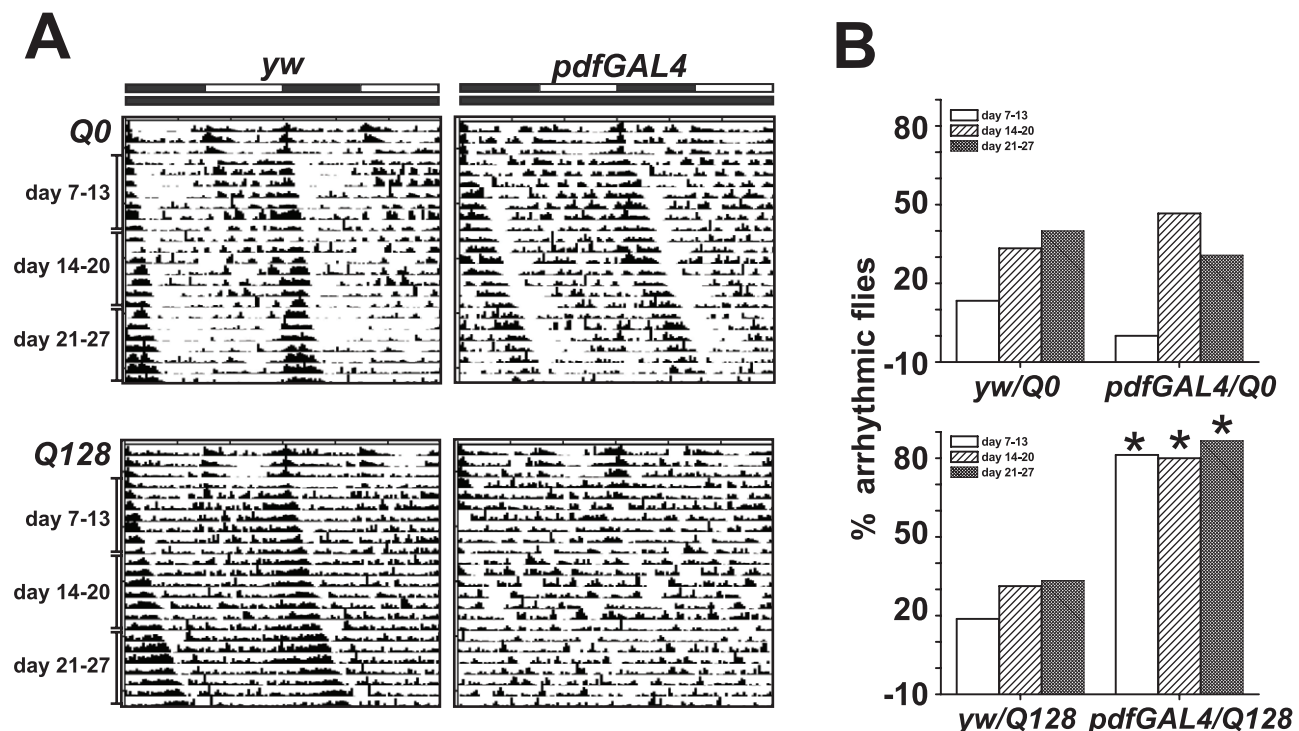 A
yw
pdfGAL4
Q0
day 7-13
day 14-20
day 21-27
Q128
day 7-13
day 14-20
day 21-27
B
% arrhythmic flies
80
50
20
-10
day 7-13
day 14-20
day 21-27
yw/Q0
pdfGAL4/Q0
80
50
20
-10
day 7-13
day 14-20
day 21-27
* * *
yw/Q128
pdfGAL4/Q128